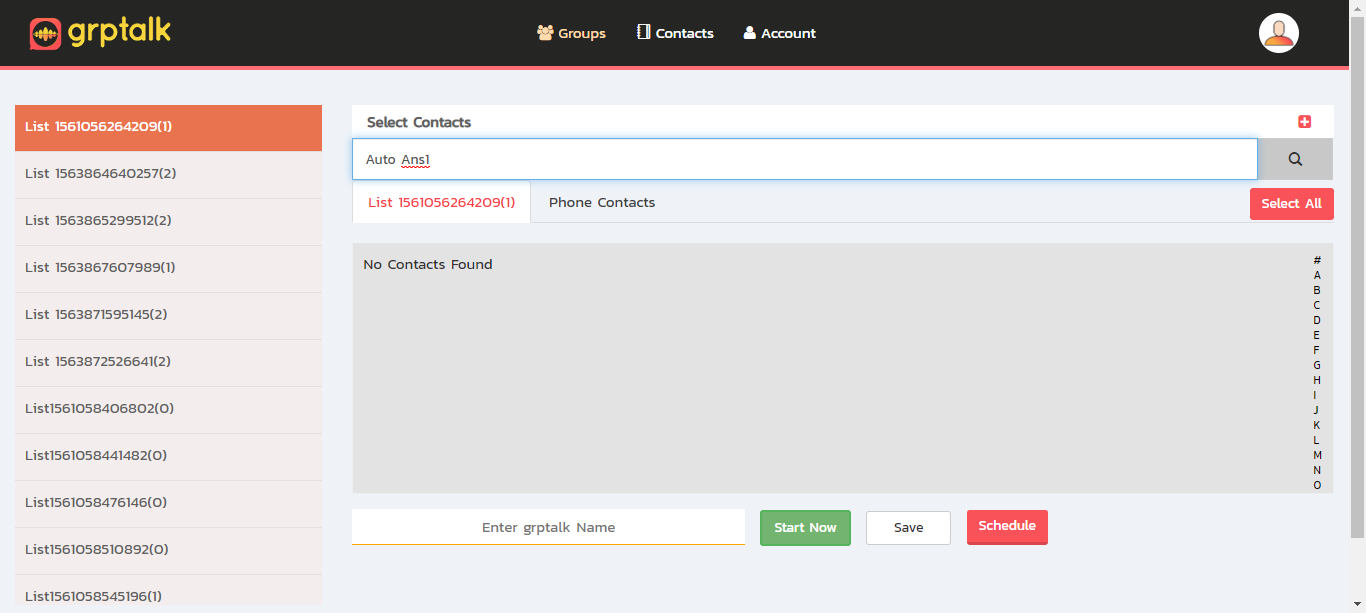 grptalk
Groups Contacts Account
List 1561056264209(1)
List 1563864640257(2)
List 1563865299512(2)
List 1563867607989(1)
List 1563871595145(2)
List 1563872526641(2)
List1561058406802(0)
List1561058441482(0)
List1561058476146(0)
List1561058510892(0)
List1561058545196(1)
Select Contacts
Auto Ans1
List 1561056264209(1) Phone Contacts Select All
No Contacts Found
#
A
B
C
D
E
F
G
H
I
J
K
L
M
N
O
Enter grptalk Name Start Now Save Schedule